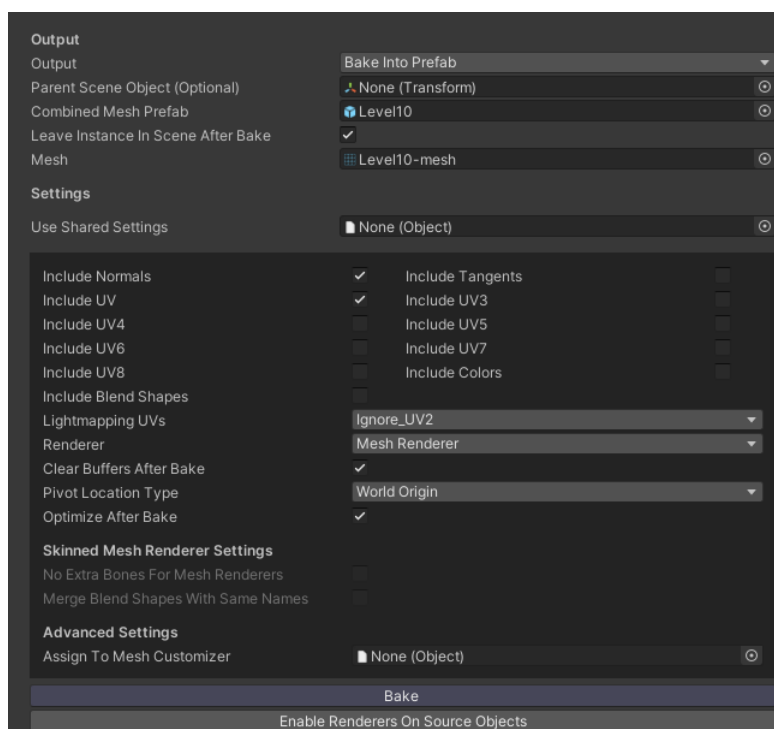 Output
Output Bake Into Prefab
Parent Scene Object (Optional) None (Transform)
Combined Mesh Prefab Level10
Leave Instance In Scene After Bake
Mesh Level10-mesh
Settings
Use Shared Settings None (Object)
Include Normals Include Tangents
Include UV Include UV3
Include UV4 Include UV5
Include UV6 Include UV7
Include UV8 Include Colors
Include Blend Shapes
Lightmapping UVs Ignore_UV2
Renderer Mesh Renderer
Clear Buffers After Bake
Pivot Location Type World Origin
Optimize After Bake
Skinned Mesh Renderer Settings
No Extra Bones For Mesh Renderers
Merge Blend Shapes With Same Names
Advanced Settings
Assign To Mesh Customizer None (Object)
Bake
Enable Renderers On Source Objects